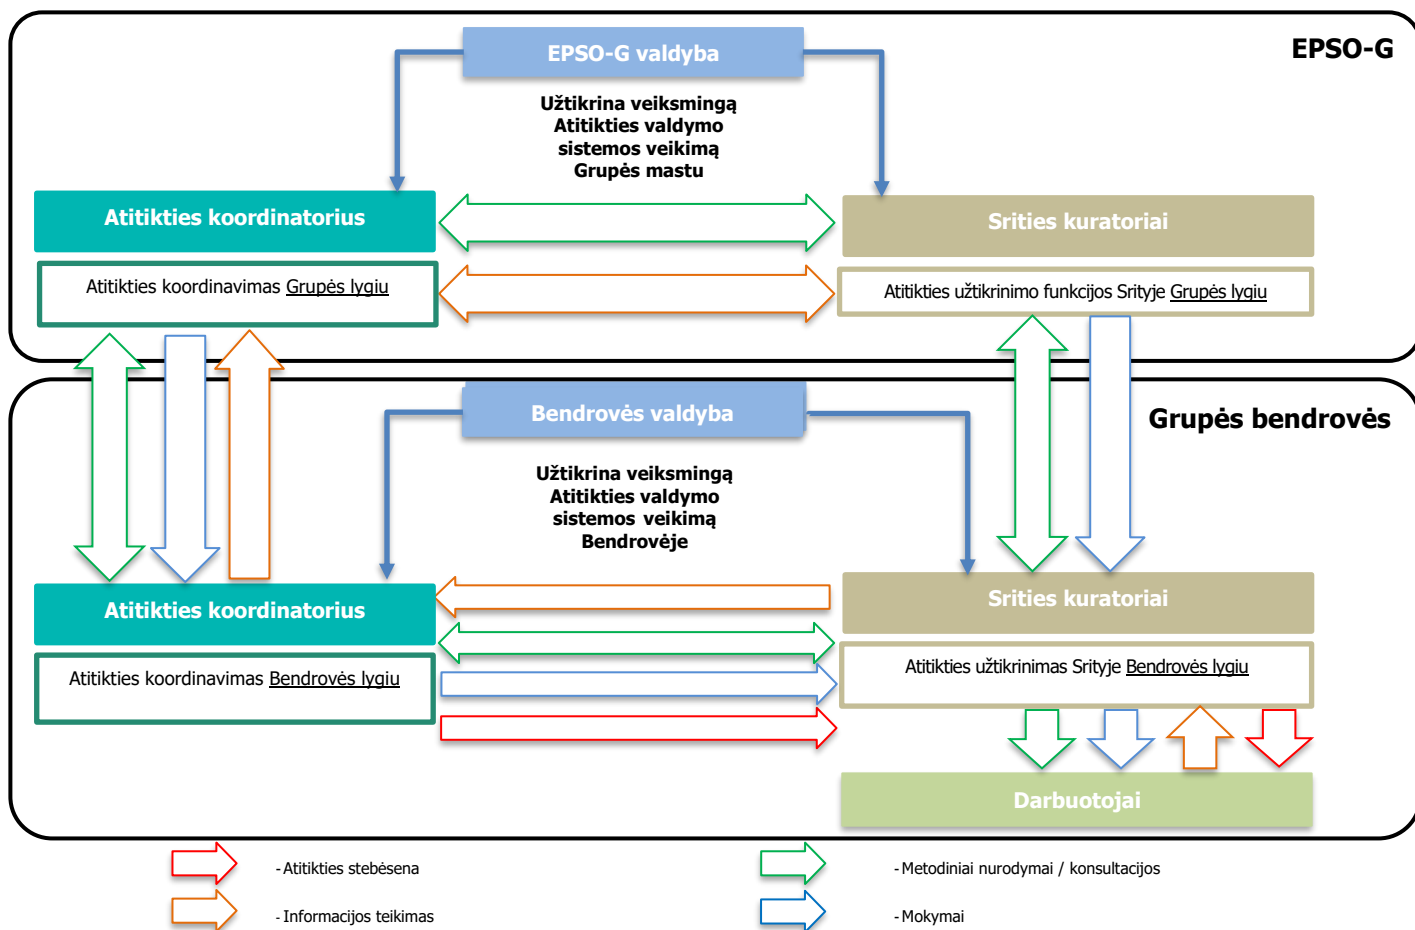 EPSO-G
EPSO-G valdyba
Užtikrina veiksmingą
Atitikties valdymo
sistemos veikimą
Grupės mastu
Atitikties koordinatorius
Srities kuratoriai
Atitikties koordinavimas Grupės lygiu
Atitikties užtikrinimo funkcijos Srityje Grupės lygiu
Grupės bendrovės
Bendrovės valdyba
Užtikrina veiksmingą
Atitikties valdymo
sistemos veikimą
Bendrovėje
Atitikties koordinatorius
Srities kuratoriai
Atitikties koordinavimas Bendrovės lygiu
Atitikties užtikrinimas Srityje Bendrovės lygiu
Darbuotojai
- Atitikties stebėsena
- Metodiniai nurodymai / konsultacijos
- Informacijos teikimas
- Mokymai